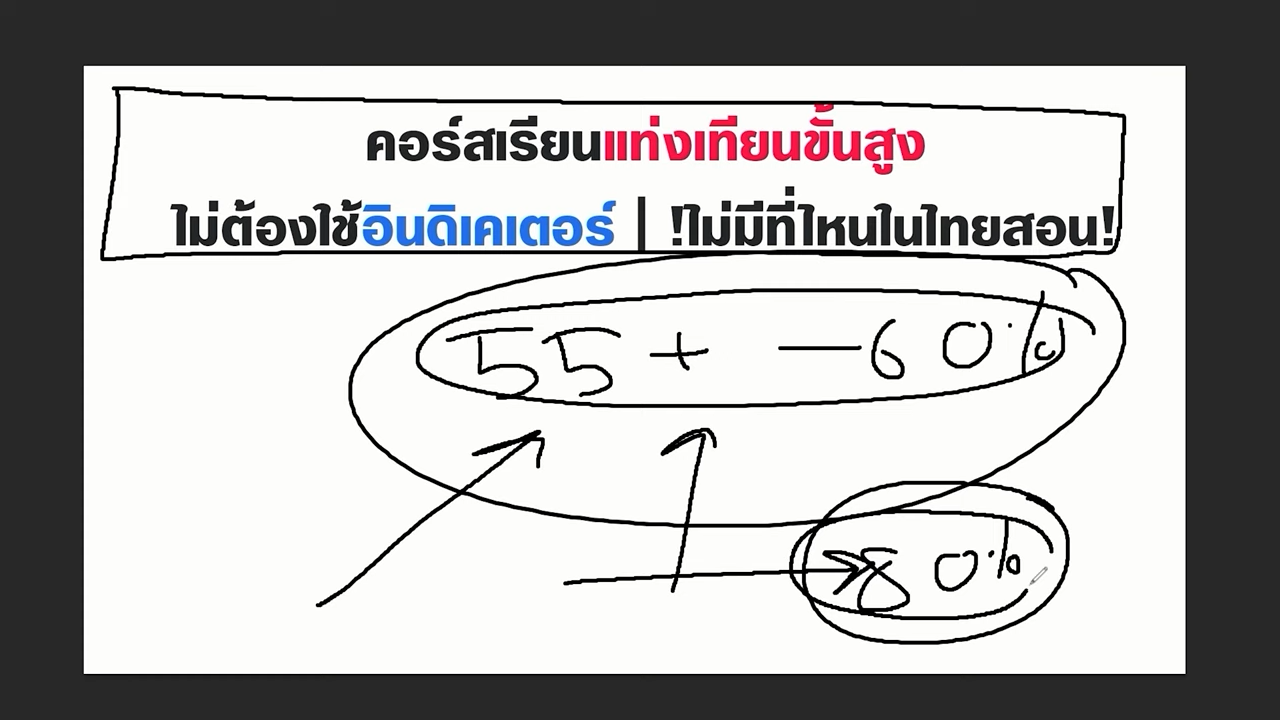 คอร์สเรียนแท่งเทียนขั้นสูง
ไม่ต้องใช้อินดิเคเตอร์ | !ไม่มีที่ไหนในไทยสอน!
55 + - 60%
80%